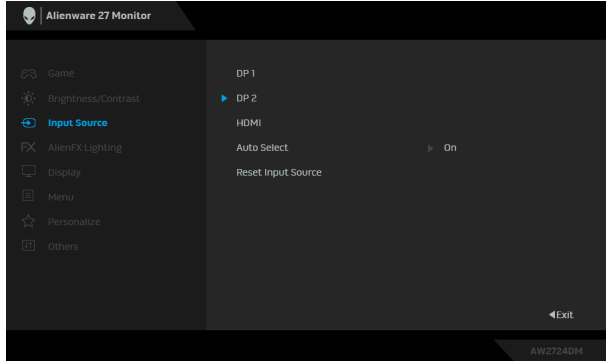 Alienware 27 Monitor
Game
Brightness/Contrast
Input Source
AlienFX Lighting
Display
Menu
Personalize
Others
DP 1
DP 2
HDMI
Auto Select On
Reset Input Source
Exit
AW2724DM